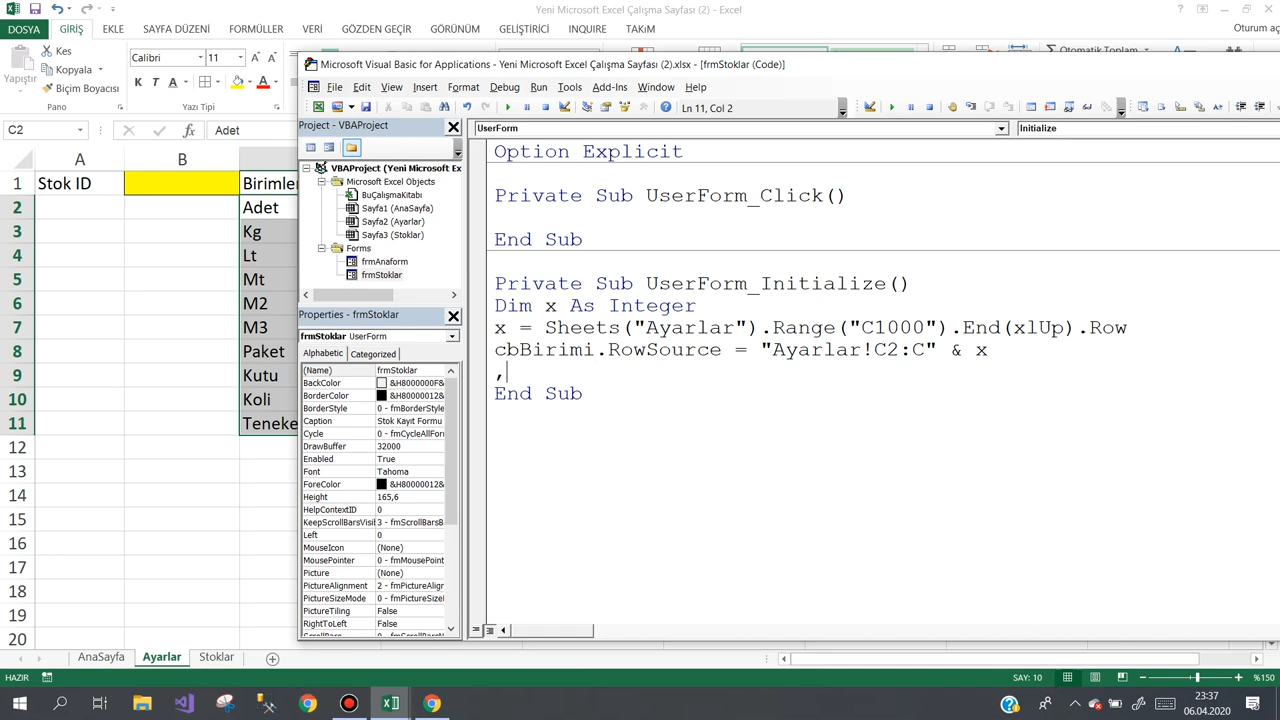 Yeni Microsoft Excel Çalışma Sayfası (2) - Excel
DOSYA GİRİŞ EKLE SAYFA DÜZENİ FORMÜLLER VERİ GÖZDEN GEÇİR GÖRÜNÜM GELİŞTİRİCİ INQUIRE TAKIM Oturum aç
Yapıştır
Kes
Kopyala
Biçim Boyacısı
Pano
Calibri 11
K T A
Yazı Tipi
Otomatik Toplam
C2 fx Adet
A B
1 Stok ID Birimler
2 Adet
3 Kg
4 Lt
5 Mt
6 M2
7 M3
8 Paket
9 Kutu
10 Koli
11 Teneke
12
13
14
15
16
17
18
19
20
Microsoft Visual Basic for Applications - Yeni Microsoft Excel Çalışma Sayfası (2).xlsx - [frmStoklar (Code)]
File Edit View Insert Format Debug Run Tools Add-Ins Window Help
Ln 11, Col 2
Project - VBAProject
VBAProject (Yeni Microsoft Ex
Microsoft Excel Objects
BuÇalışmaKitabı
Sayfa1 (AnaSayfa)
Sayfa2 (Ayarlar)
Sayfa3 (Stoklar)
Forms
frmAnaform
frmStoklar
Properties - frmStoklar
frmStoklar UserForm
Alphabetic Categorized
(Name) frmStoklar
BackColor &H8000000F&
BorderColor &H80000012&
BorderStyle 0 - fmBorderStyle
Caption Stok Kayıt Formu
Cycle 0 - fmCycleAllForm
DrawBuffer 32000
Enabled True
Font Tahoma
ForeColor &H80000012&
Height 165,6
HelpContextID 0
KeepScrollBarsVisil 3 - fmScrollBarsB
Left 0
MouseIcon (None)
MousePointer 0 - fmMousePoint
Picture (None)
PictureAlignment 2 - fmPictureAlign
PictureSizeMode 0 - fmPictureSize
PictureTiling False
RightToLeft False
UserForm Initialize
Option Explicit
Private Sub UserForm_Click()
End Sub
Private Sub UserForm_Initialize()
Dim x As Integer
x = Sheets("Ayarlar").Range("C1000").End(xlUp).Row
cbBirimi.RowSource = "Ayarlar!C2:C" & x
,
End Sub
AnaSayfa Ayarlar Stoklar
HAZIR SAY: 10 %150
23:37
06.04.2020